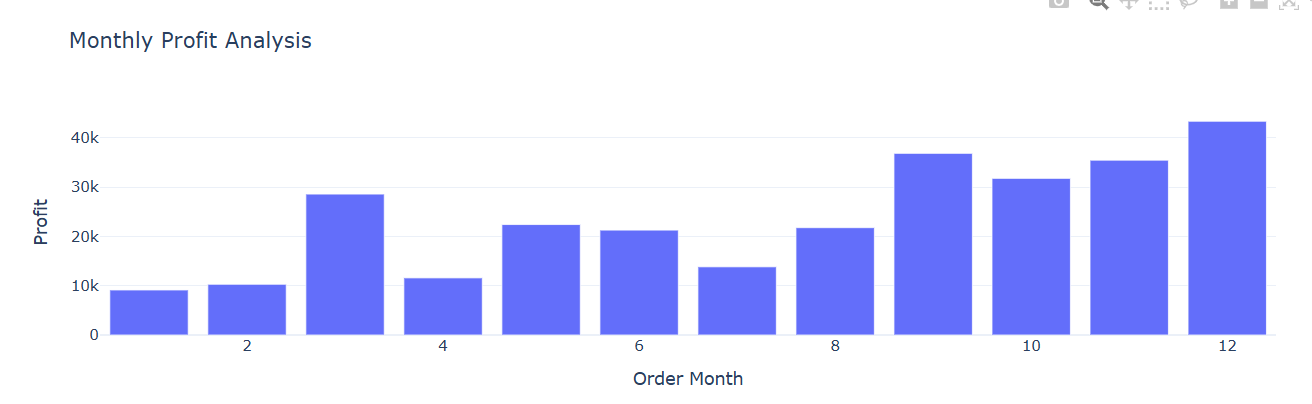 Monthly Profit Analysis
40k
30k
20k
10k
0
Profit
2 4 6 8 10 12
Order Month